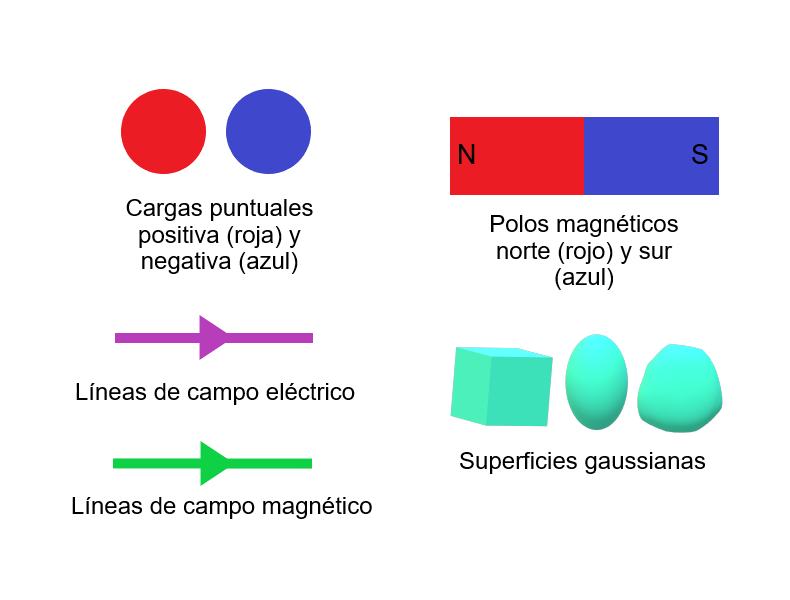 N
S
Cargas puntuales
positiva (roja) y
negativa (azul)
Polos magnéticos
norte (rojo) y sur
(azul)
Líneas de campo eléctrico
Superficies gaussianas
Líneas de campo magnético